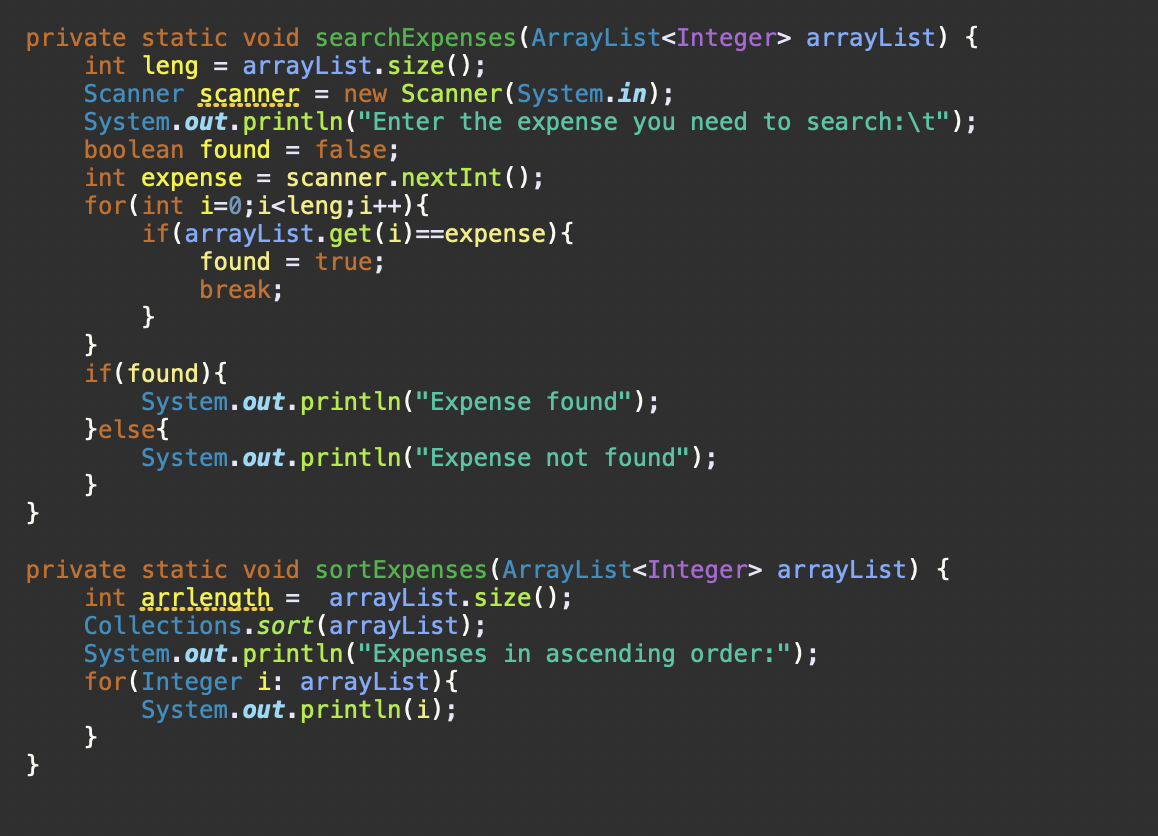 private static void searchExpenses(ArrayList<Integer> arrayList) {
    int leng = arrayList.size();
    Scanner scanner = new Scanner(System.in);
    System.out.println("Enter the expense you need to search:\t");
    boolean found = false;
    int expense = scanner.nextInt();
    for(int i=0;i<leng;i++){
        if(arrayList.get(i)==expense){
            found = true;
            break;
        }
    }
    if(found){
        System.out.println("Expense found");
    }else{
        System.out.println("Expense not found");
    }
}

private static void sortExpenses(ArrayList<Integer> arrayList) {
    int arrlength =  arrayList.size();
    Collections.sort(arrayList);
    System.out.println("Expenses in ascending order:");
    for(Integer i: arrayList){
        System.out.println(i);
    }
}